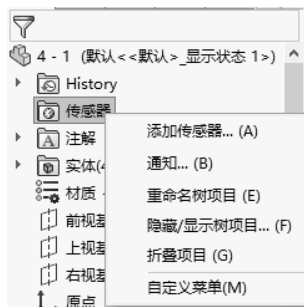 4 - 1 (默认<<默认>_显示状态 1>)
History
传感器
添加传感器... (A)
注解
通知... (B)
实体(
材质
重命名树项目 (E)
前视基
隐藏/显示树项目... (F)
上视基
折叠项目 (G)
右视基
自定义菜单(M)
原点